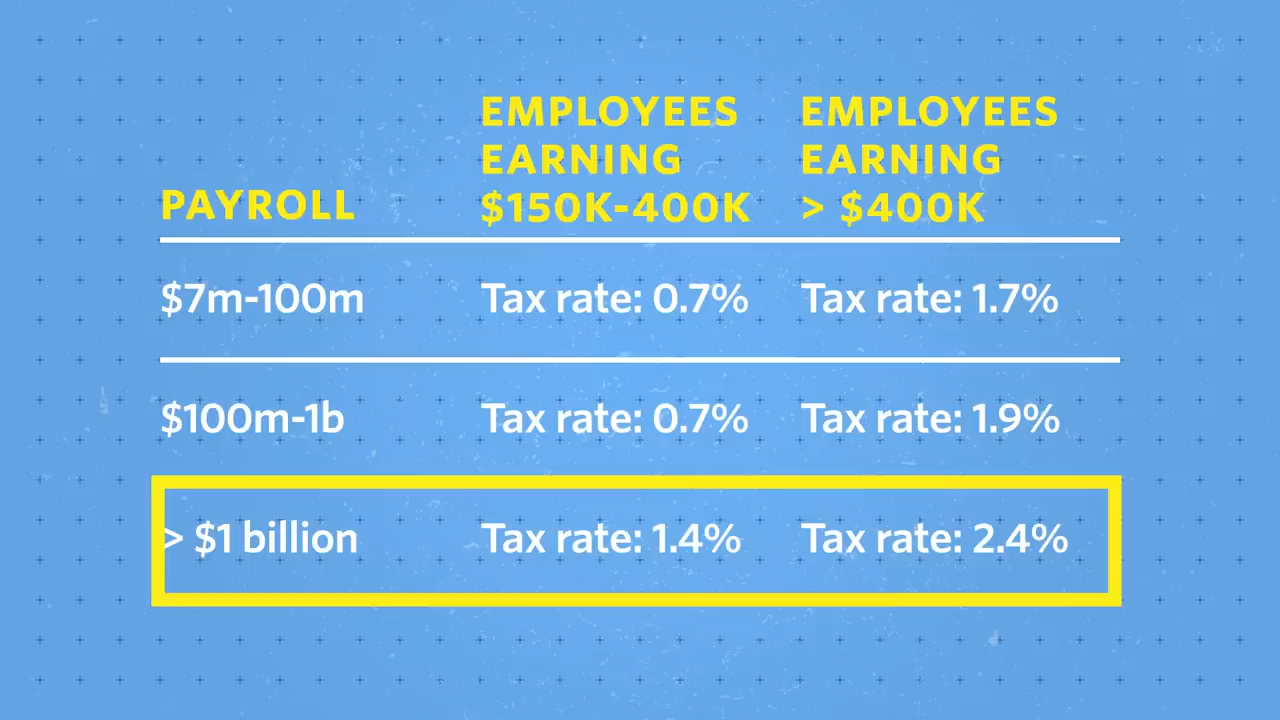 PAYROLL
EMPLOYEES
EARNING
$150K-400K
EMPLOYEES
EARNING
> $400K
$7m-100m Tax rate: 0.7% Tax rate: 1.7%
$100m-1b Tax rate: 0.7% Tax rate: 1.9%
> $1 billion Tax rate: 1.4% Tax rate: 2.4%